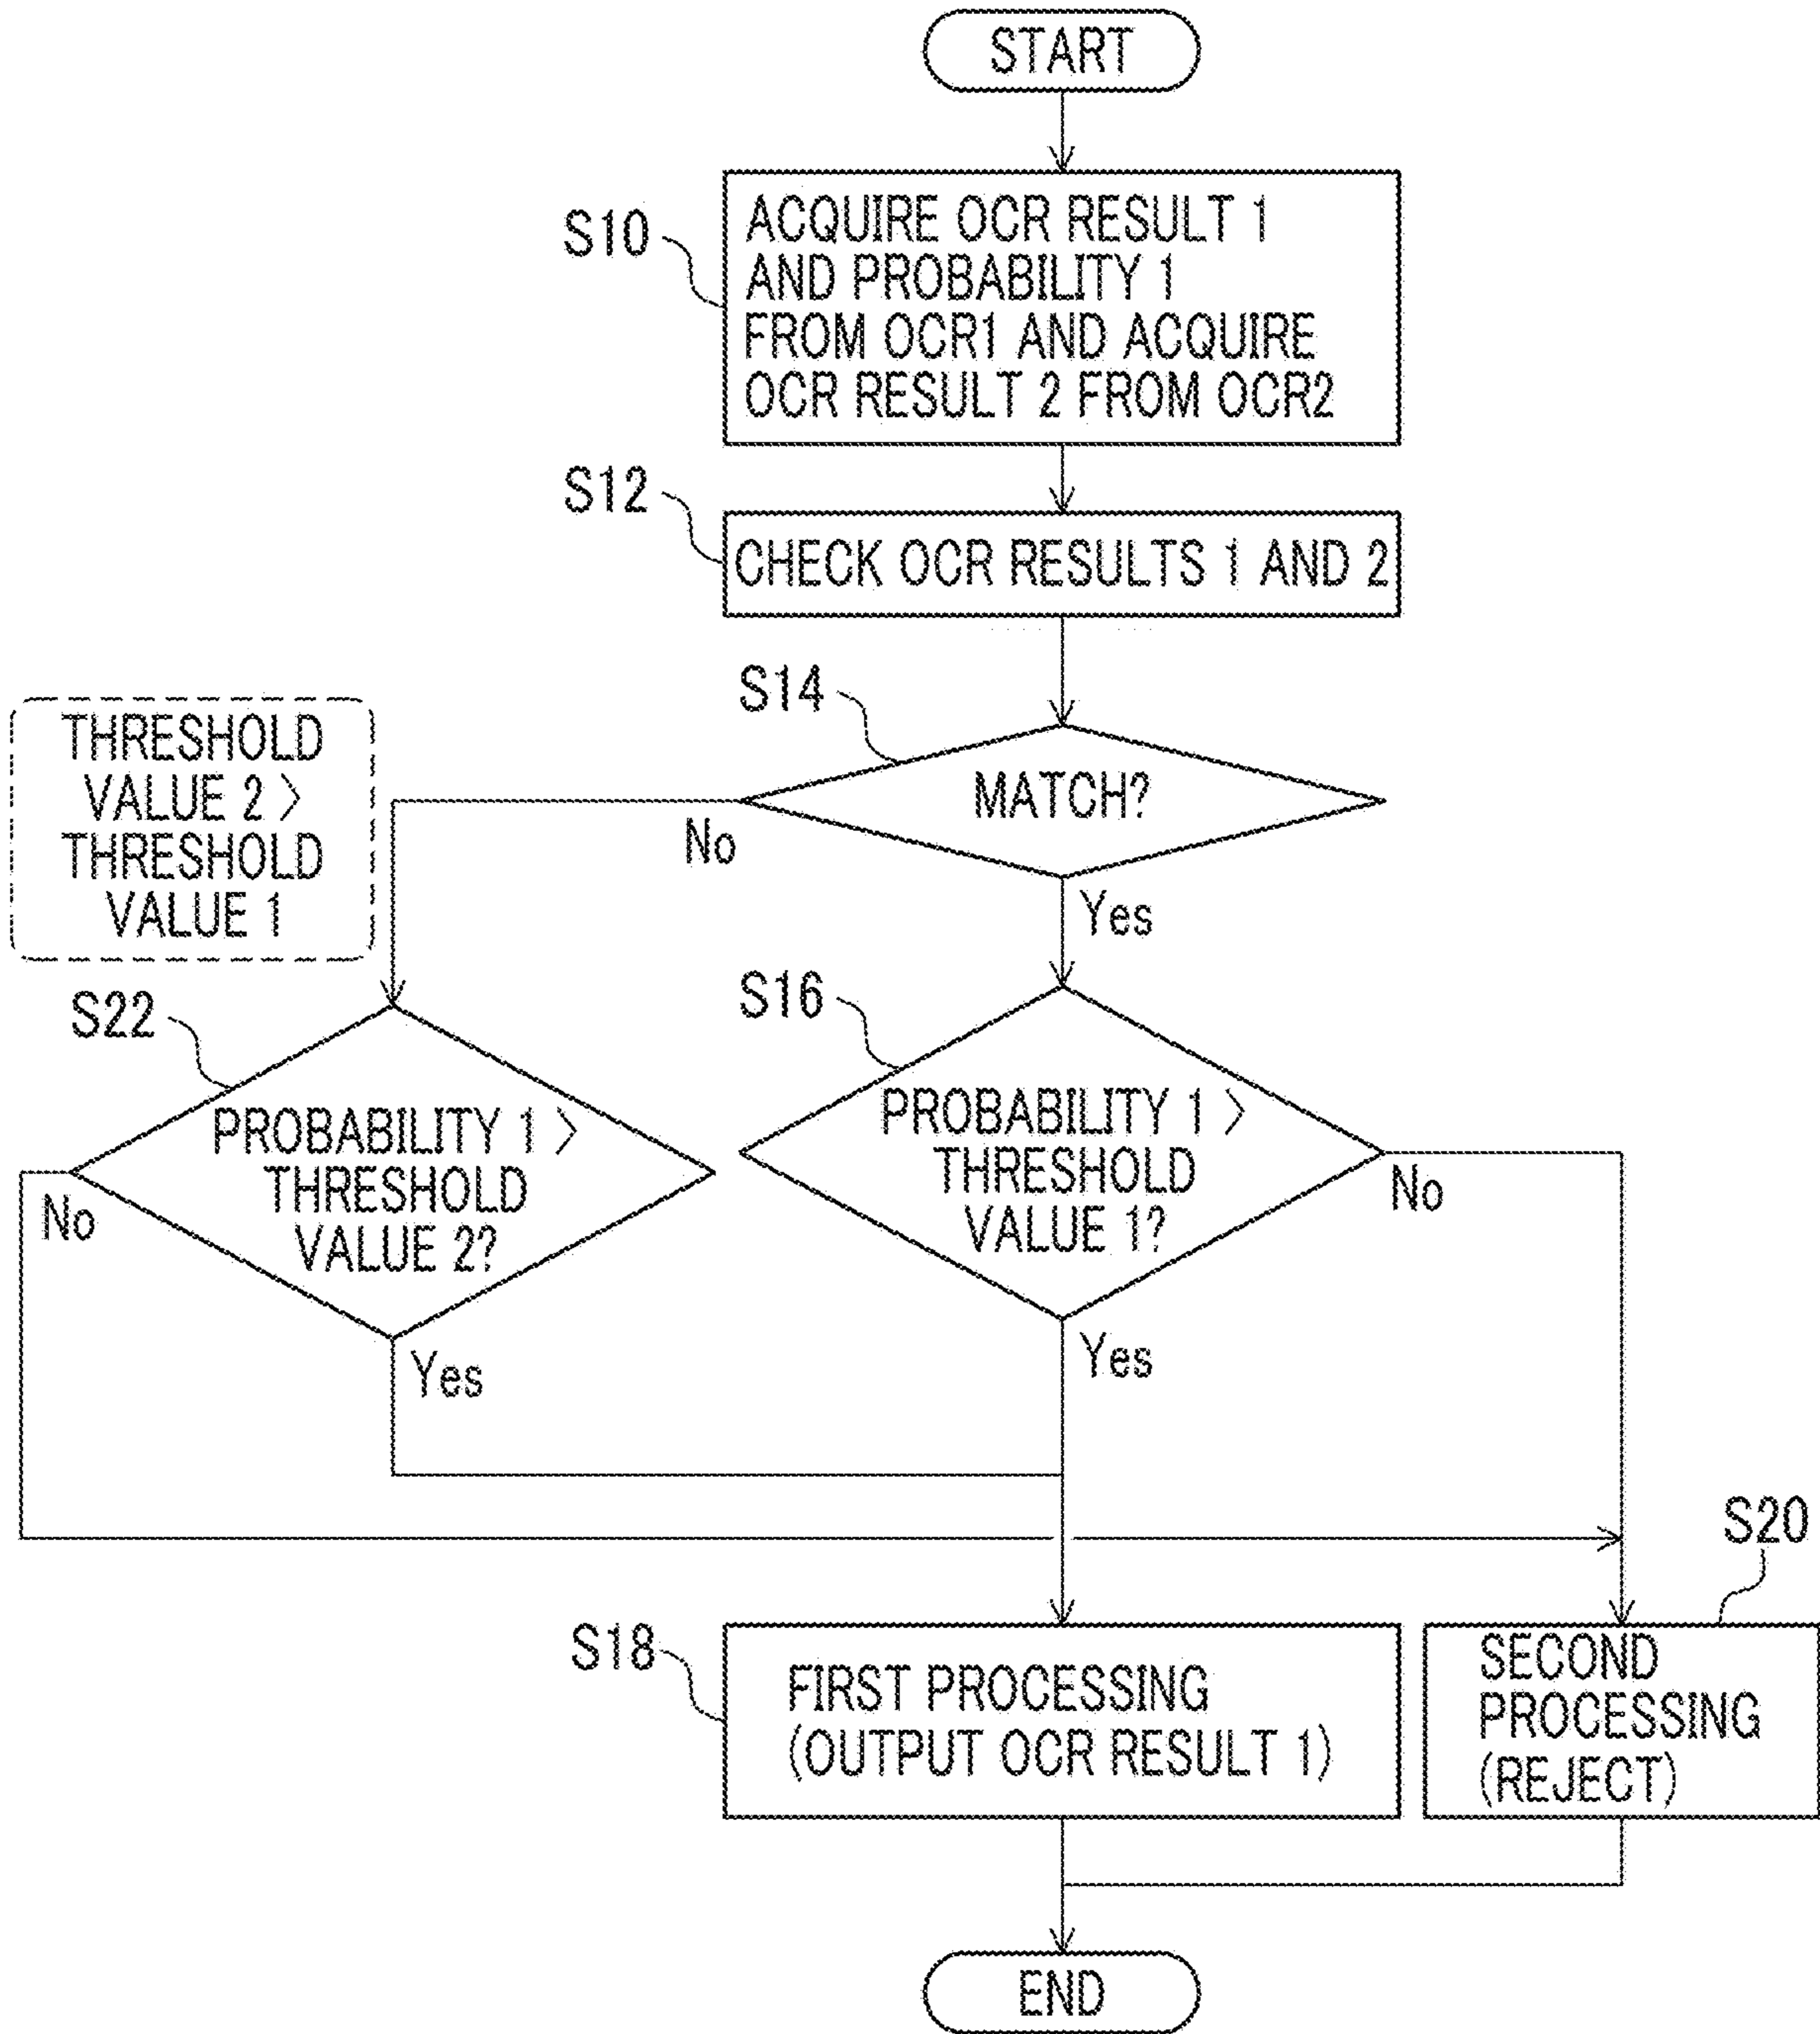 START
S10
ACQUIRE OCR RESULT 1
AND PROBABILITY 1
FROM OCR1 AND ACQUIRE
OCR RESULT 2 FROM OCR2
S12
CHECK OCR RESULTS 1 AND 2
S14
MATCH?
No
Yes
THRESHOLD
VALUE 2 >
THRESHOLD
VALUE 1
S22
PROBABILITY 1 >
THRESHOLD
VALUE 2?
No
Yes
S16
PROBABILITY 1 >
THRESHOLD
VALUE 1?
No
Yes
S18
FIRST PROCESSING
(OUTPUT OCR RESULT 1)
S20
SECOND
PROCESSING
(REJECT)
END